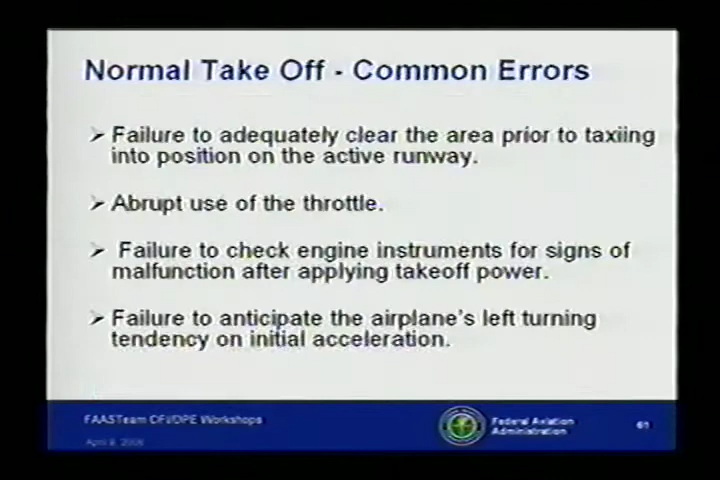 Normal Take Off - Common Errors
➢ Failure to adequately clear the area prior to taxiing
into position on the active runway.
➢ Abrupt use of the throttle.
➢ Failure to check engine instruments for signs of
malfunction after applying takeoff power.
➢ Failure to anticipate the airplane's left turning
tendency on initial acceleration.
FAASTeam CFI/DPE Workshops
Federal Aviation
Administration
61